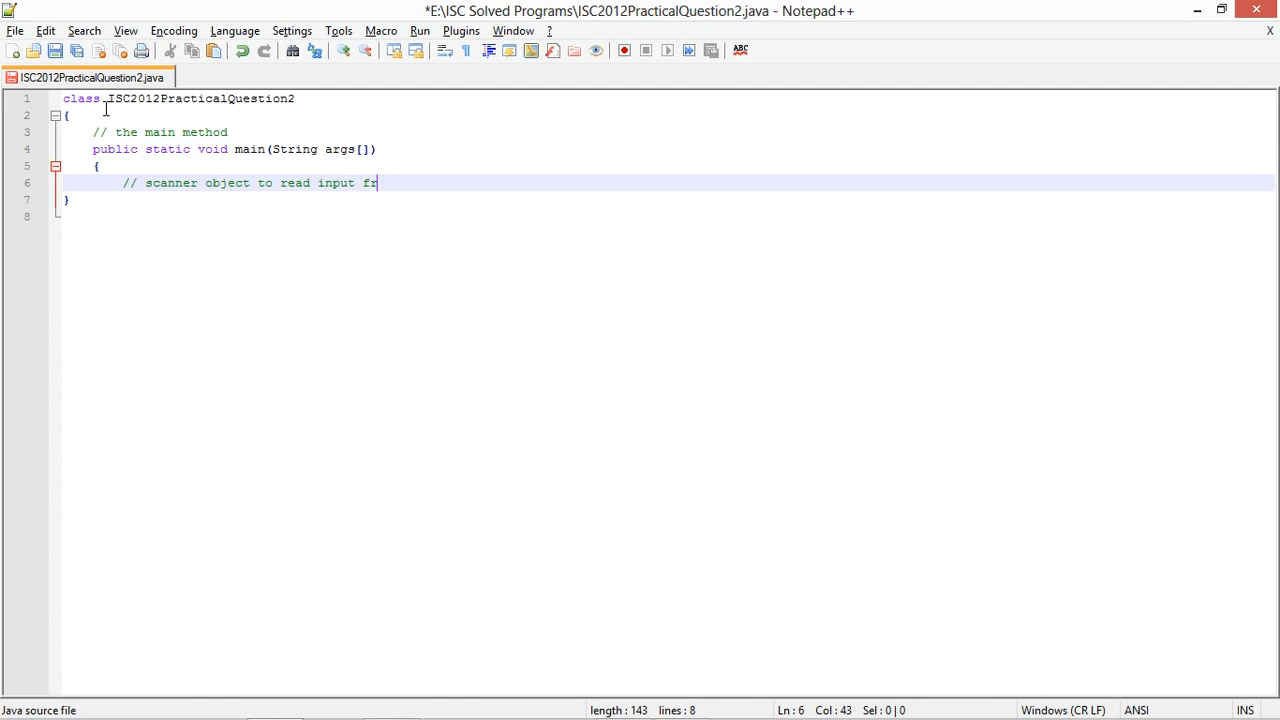 *E:\ISC Solved Programs\ISC2012PracticalQuestion2.java - Notepad++
File Edit Search View Encoding Language Settings Tools Macro Run Plugins Window ? X
ABC
ISC2012PracticalQuestion2.java
1 class ISC2012PracticalQuestion2
2 {
3 // the main method
4 public static void main(String args[])
5 {
6 // scanner object to read input fr
7 }
8
Java source file length : 143 lines : 8 Ln : 6 Col : 43 Sel : 0 | 0 Windows (CR LF) ANSI INS